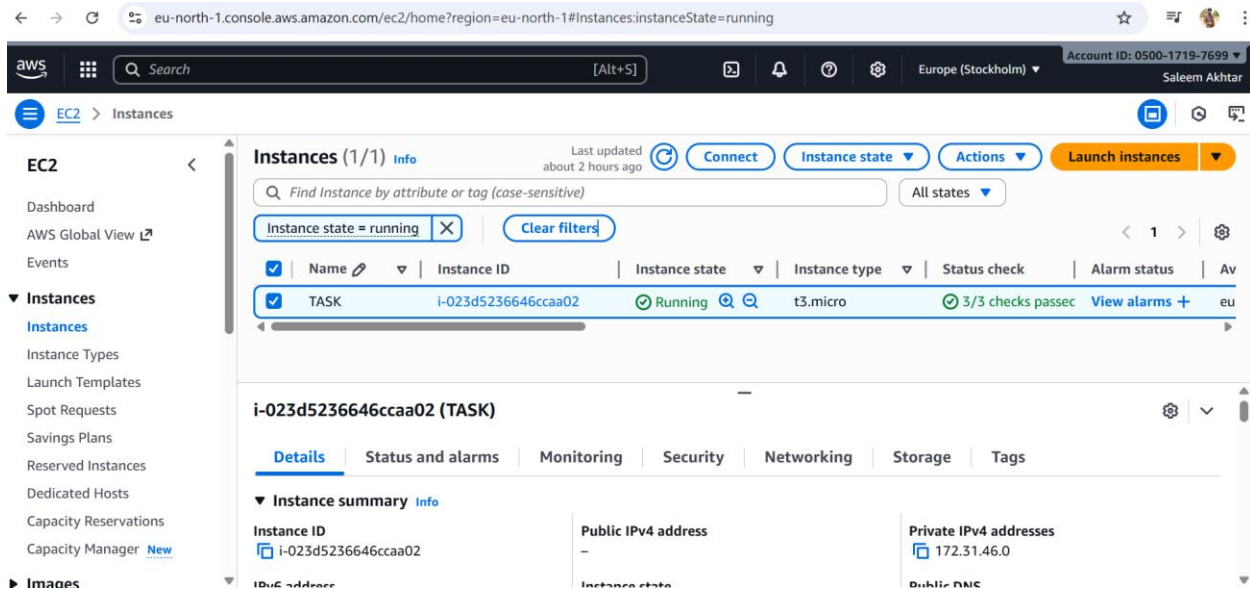 eu-north-1.console.aws.amazon.com/ec2/home?region=eu-north-1#Instances:instanceState=running
aws Search [Alt+S] Europe (Stockholm) Account ID: 0500-1719-7699
Saleem Akhtar
EC2 > Instances
EC2
Dashboard
AWS Global View
Events
Instances
Instances
Instance Types
Launch Templates
Spot Requests
Savings Plans
Reserved Instances
Dedicated Hosts
Capacity Reservations
Capacity Manager New
Images
Instances (1/1) Info
Last updated
about 2 hours ago
Connect Instance state Actions Launch instances
Find Instance by attribute or tag (case-sensitive) All states
Instance state = running Clear filters
1
Name Instance ID Instance state Instance type Status check Alarm status Av
TASK i-023d5236646ccaa02 Running t3.micro 3/3 checks passec View alarms + eu
i-023d5236646ccaa02 (TASK)
Details Status and alarms Monitoring Security Networking Storage Tags
Instance summary Info
Instance ID Public IPv4 address Private IPv4 addresses
i-023d5236646ccaa02 – 172.31.46.0
IPv6 address Instance state Public DNS